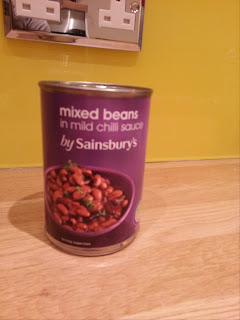 mixed beans
in mild chilli sauce
by Sainsbury's